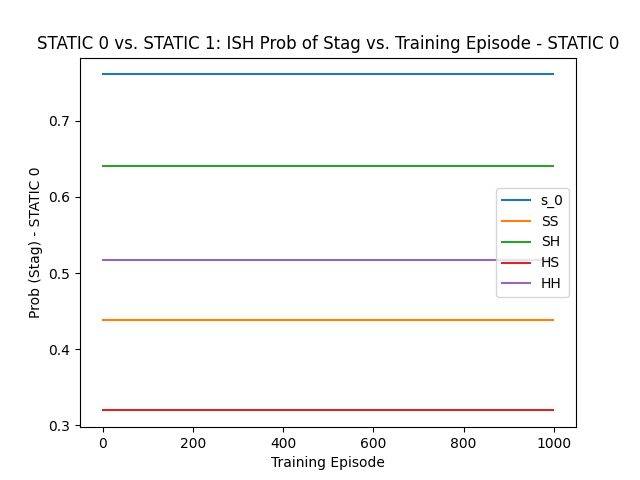 STATIC 0 vs. STATIC 1: ISH Prob of Stag vs. Training Episode - STATIC 0
Prob (Stag) - STATIC 0
0.7
0.6
0.5
0.4
0.3
s_0
SS
SH
HS
HH
0 200 400 600 800 1000
Training Episode